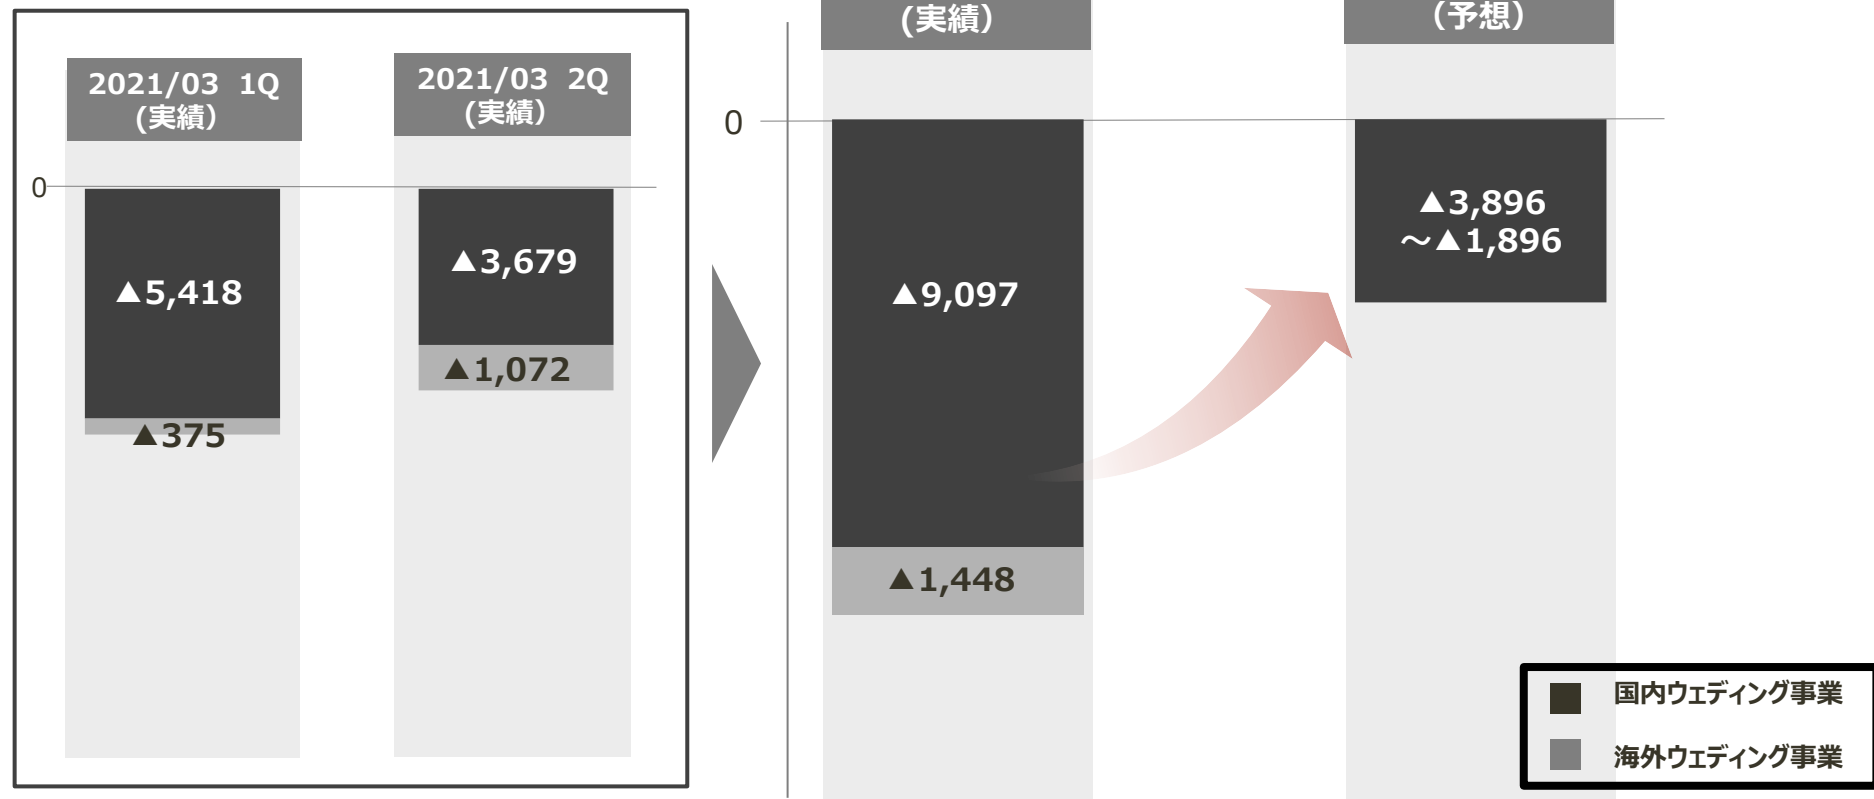 2021/03 1Q
(実績)
2021/03 2Q
(実績)
0
▲5,418
▲375
▲3,679
▲1,072
(実績)
(予想)
0
▲9,097
▲1,448
▲3,896
～▲1,896
国内ウェディング事業
海外ウェディング事業